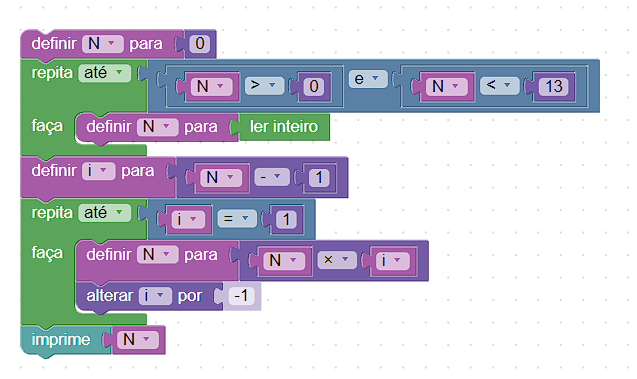 definir N para 0
repita até N > 0 e N < 13
faça definir N para ler inteiro
definir i para N - 1
repita até i = 1
faça definir N para N × i
alterar i por -1
imprime N